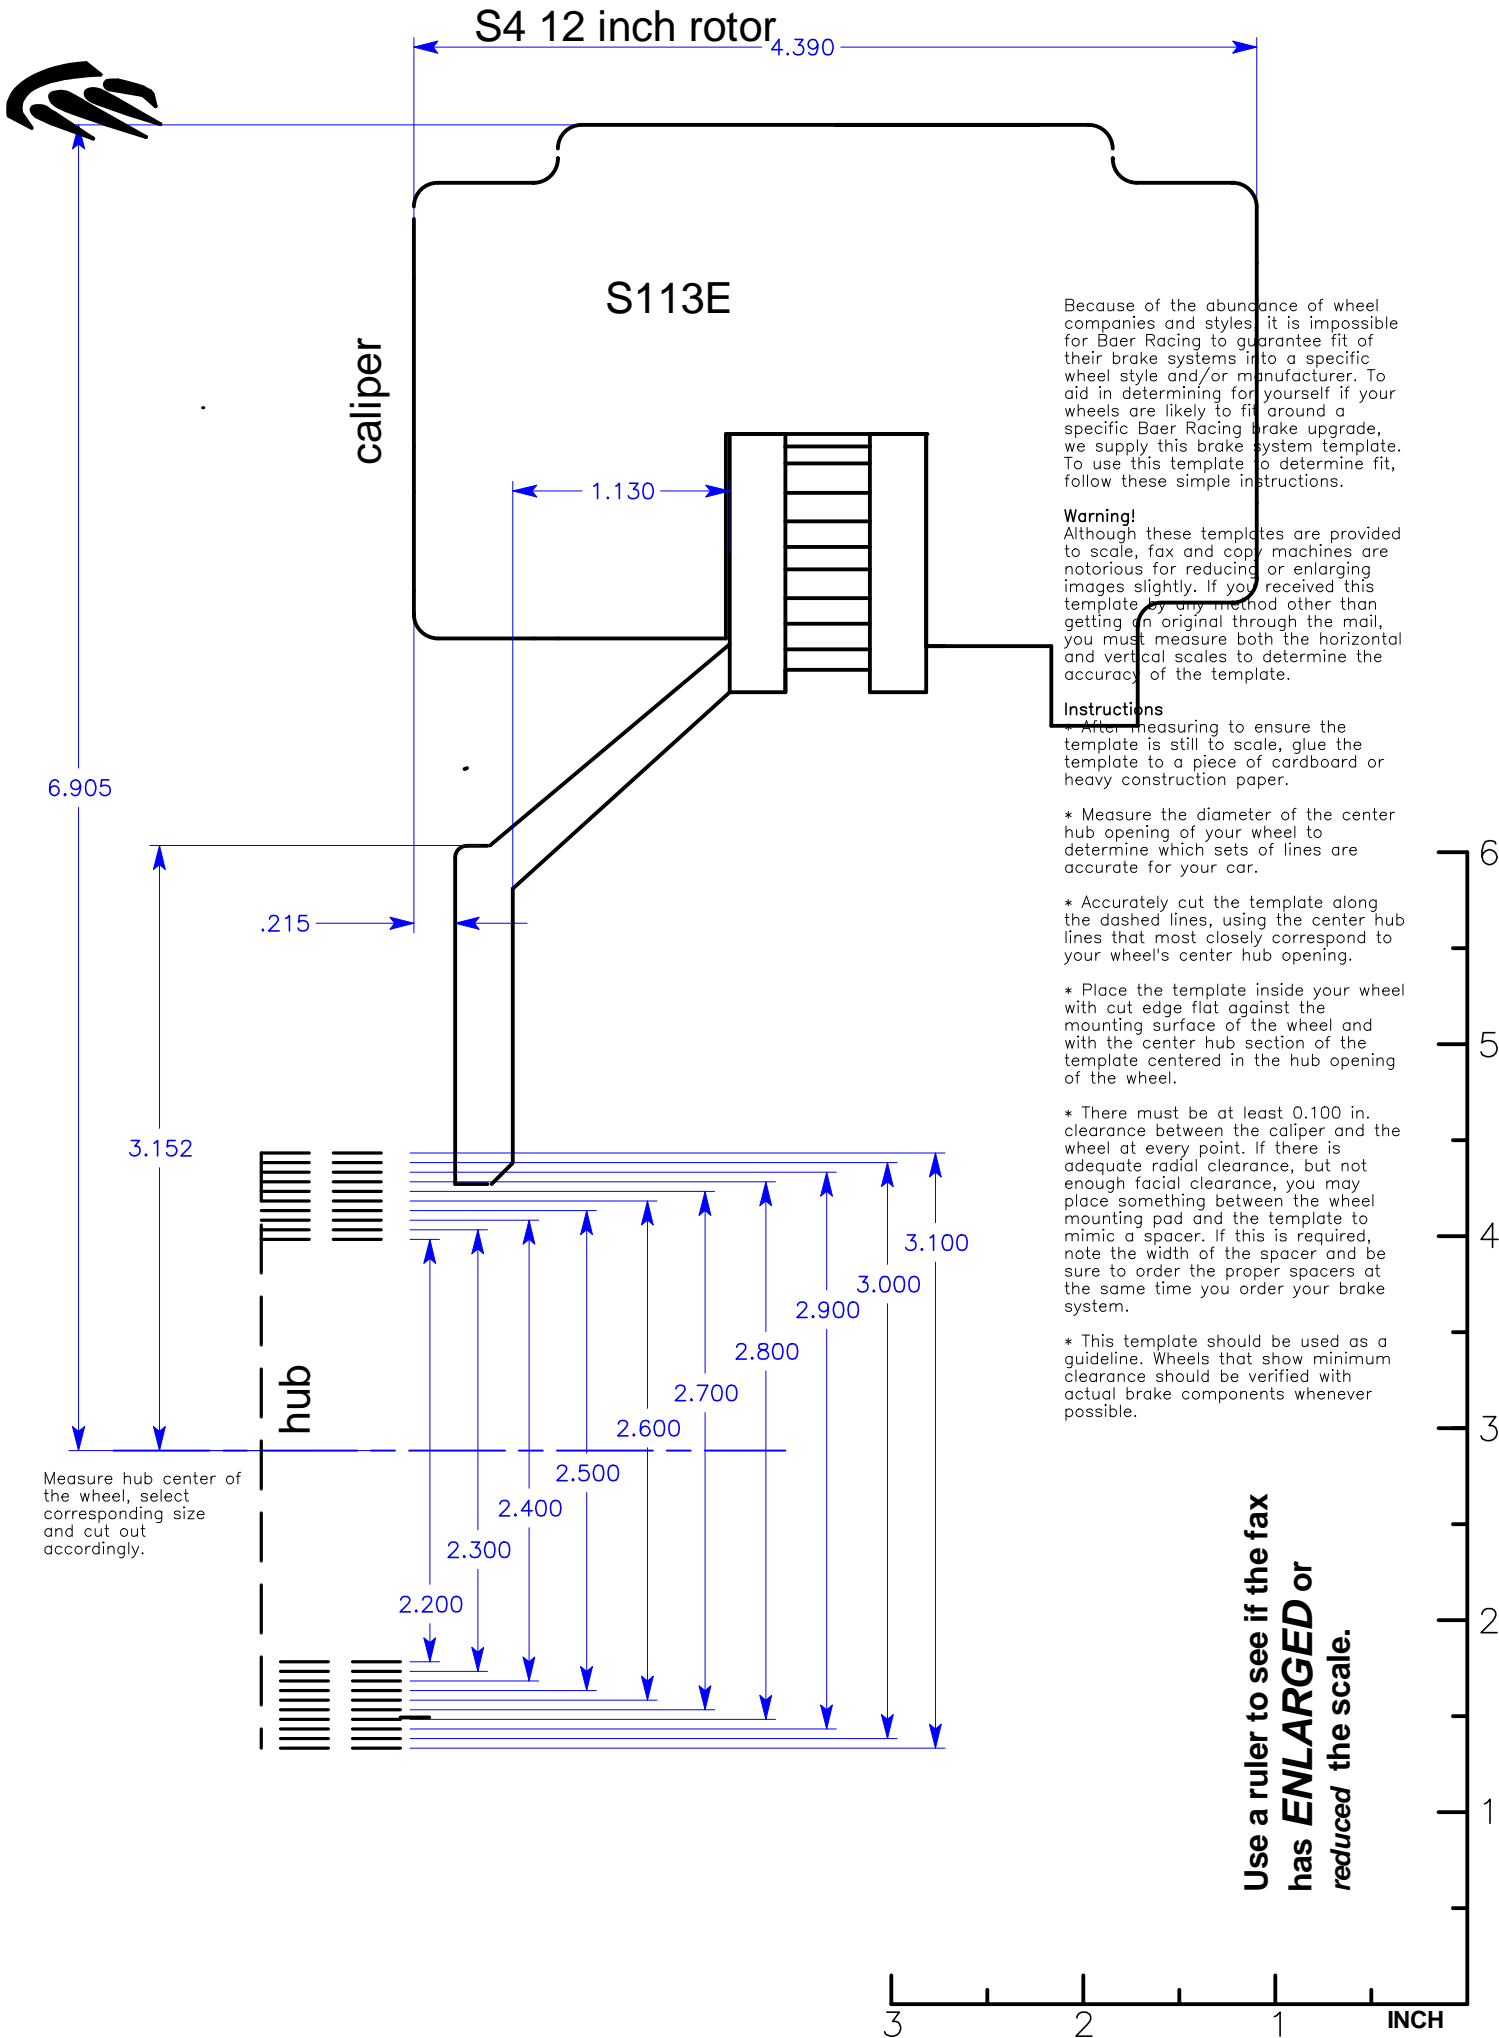 S4 12 inch rotor
4.390
S113E
caliper
1.130
6.905
3.152
.215
hub
2.200
2.300
2.400
2.500
2.600
2.700
2.800
2.900
3.000
3.100
Measure hub center of
the wheel, select
corresponding size
and cut out
accordingly.
Because of the abundance of wheel
companies and styles, it is impossible
for Baer Racing to guarantee fit of
their brake systems into a specific
wheel style and/or manufacturer. To
aid in determining for yourself if your
wheels are likely to fit around a
specific Baer Racing brake upgrade,
we supply this brake system template.
To use this template to determine fit,
follow these simple instructions.
Warning!
Although these templates are provided
to scale, fax and copy machines are
notorious for reducing or enlarging
images slightly. If you received this
template by any method other than
getting an original through the mail,
you must measure both the horizontal
and vertical scales to determine the
accuracy of the template.
Instructions
* After measuring to ensure the
template is still to scale, glue the
template to a piece of cardboard or
heavy construction paper.
* Measure the diameter of the center
hub opening of your wheel to
determine which sets of lines are
accurate for your car.
* Accurately cut the template along
the dashed lines, using the center hub
lines that most closely correspond to
your wheel's center hub opening.
* Place the template inside your wheel
with cut edge flat against the
mounting surface of the wheel and
with the center hub section of the
template centered in the hub opening
of the wheel.
* There must be at least 0.100 in.
clearance between the caliper and the
wheel at every point. If there is
adequate radial clearance, but not
enough facial clearance, you may
place something between the wheel
mounting pad and the template to
mimic a spacer. If this is required,
note the width of the spacer and be
sure to order the proper spacers at
the same time you order your brake
system.
* This template should be used as a
guideline. Wheels that show minimum
clearance should be verified with
actual brake components whenever
possible.
Use a ruler to see if the fax
has ENLARGED or
reduced the scale.
6
5
4
3
2
1
3
2
1
INCH